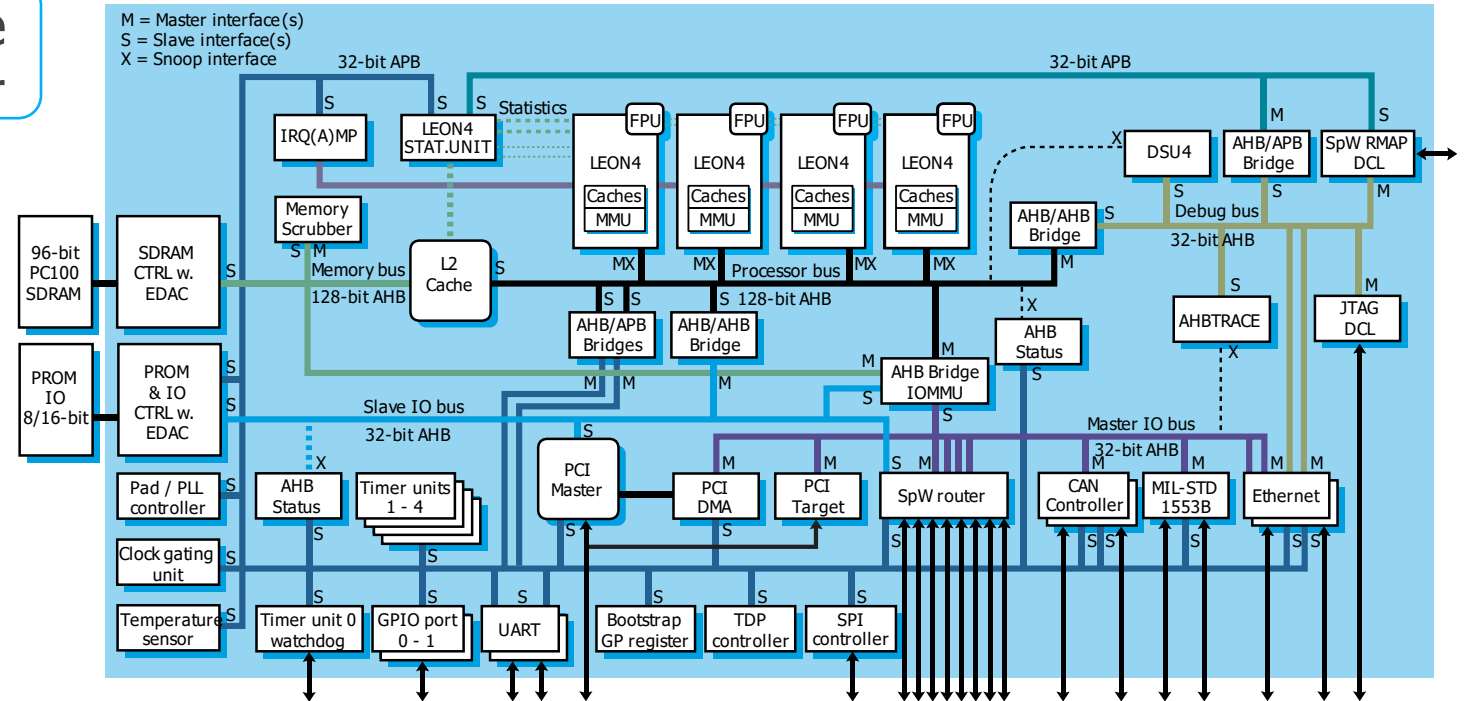 e
r
M = Master interface(s)
S = Slave interface(s)
X = Snoop interface
32-bit APB
32-bit APB
S
S
S
Statistics
M
S
IRQ(A)MP
LEON4
STAT.UNIT
FPU
LEON4
Caches
MMU
FPU
LEON4
Caches
MMU
FPU
LEON4
Caches
MMU
FPU
LEON4
Caches
MMU
X
DSU4
AHB/APB
Bridge
SpW RMAP
DCL
S
S
M
Memory
Scrubber
S
M
AHB/AHB
Bridge
S
M
Debug bus
32-bit AHB
96-bit
PC100
SDRAM
SDRAM
CTRL w.
EDAC
S
Memory bus
128-bit AHB
L2
Cache
S
MX
MX
MX
MX
Processor bus
128-bit AHB
S
S
S
X
S
M
AHB/APB
Bridges
AHB/AHB
Bridge
AHB
Status
S
AHBTRACE
X
JTAG
DCL
PROM
IO
8/16-bit
PROM
& IO
CTRL w.
EDAC
S
S
M
M
M
M
M
AHB Bridge
IOMMU
S
S
Slave IO bus
32-bit AHB
Master IO bus
32-bit AHB
X
S
M
M
S
M
M
M
M
M
Pad / PLL
controller
S
AHB
Status
S
Timer units
1 - 4
S
PCI
Master
S
PCI
DMA
S
PCI
Target
SpW router
S
CAN
Controller
S
S
MIL-STD
1553B
S
Ethernet
S
S
Clock gating
unit
S
Temperature
sensor
S
S
Timer unit 0
watchdog
S
GPIO port
0 - 1
S
UART
S
Bootstrap
GP register
S
TDP
controller
S
SPI
controller